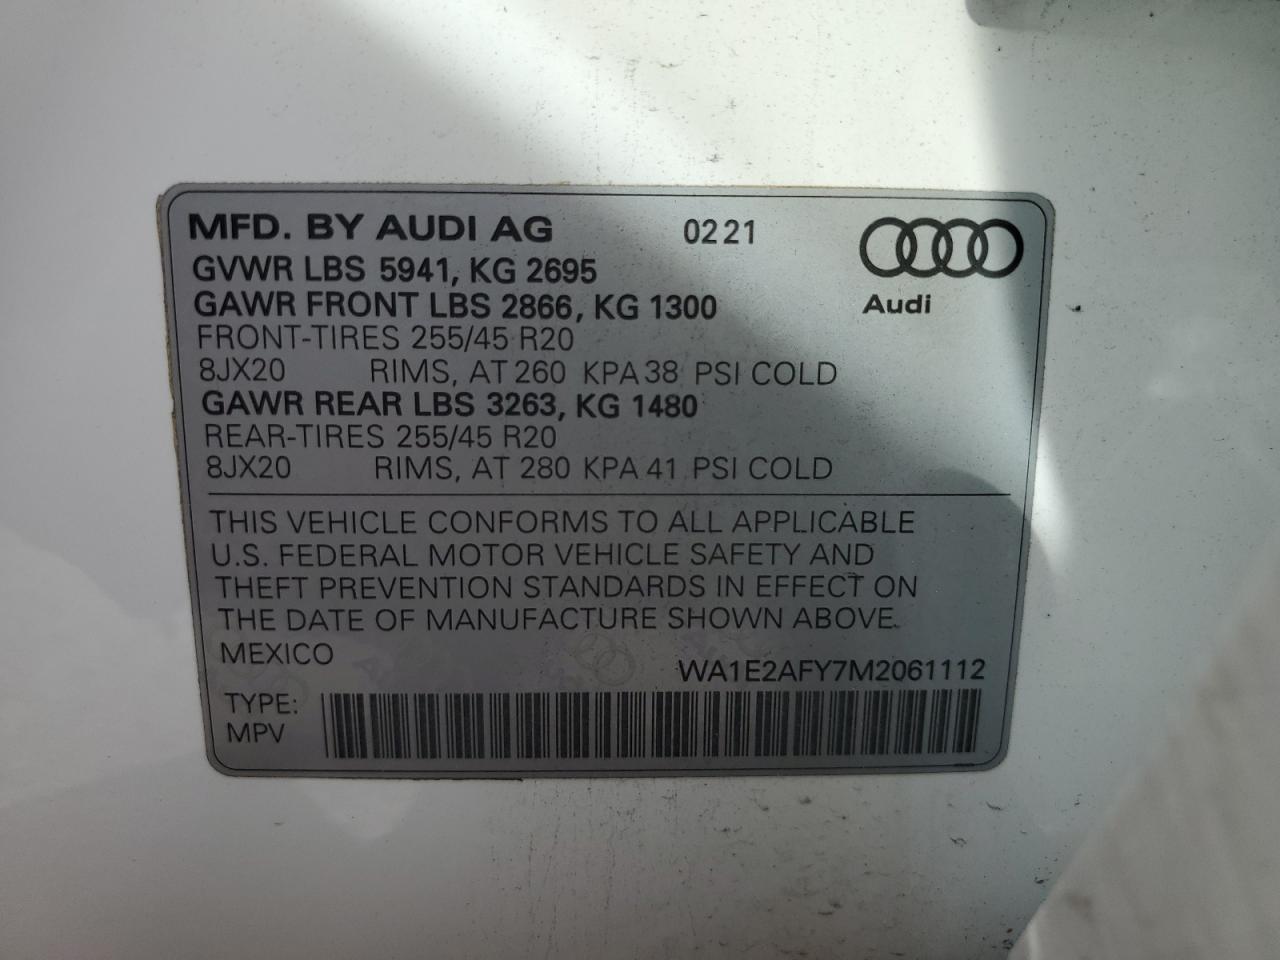 MFD. BY AUDI AG 0221
GVWR LBS 5941, KG 2695
Audi
GAWR FRONT LBS 2866, KG 1300
FRONT-TIRES 255/45 R20
8JX20 RIMS, AT 260 KPA 38 PSI COLD
GAWR REAR LBS 3263, KG 1480
REAR-TIRES 255/45 R20
8JX20 RIMS, AT 280 KPA 41 PSI COLD
THIS VEHICLE CONFORMS TO ALL APPLICABLE
U.S. FEDERAL MOTOR VEHICLE SAFETY AND
THEFT PREVENTION STANDARDS IN EFFECT ON
THE DATE OF MANUFACTURE SHOWN ABOVE.
MEXICO WA1E2AFY7M2061112
TYPE:
MPV